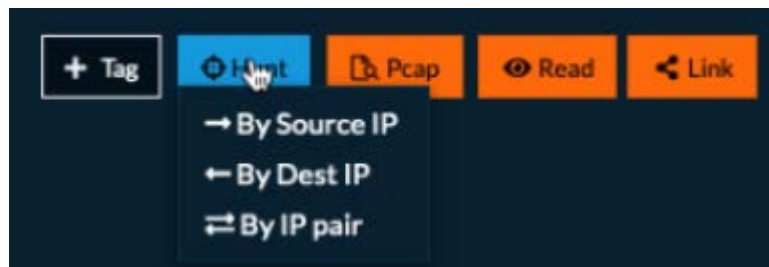 + Tag Hunt Pcap Read Link
→ By Source IP
← By Dest IP
⇄ By IP pair